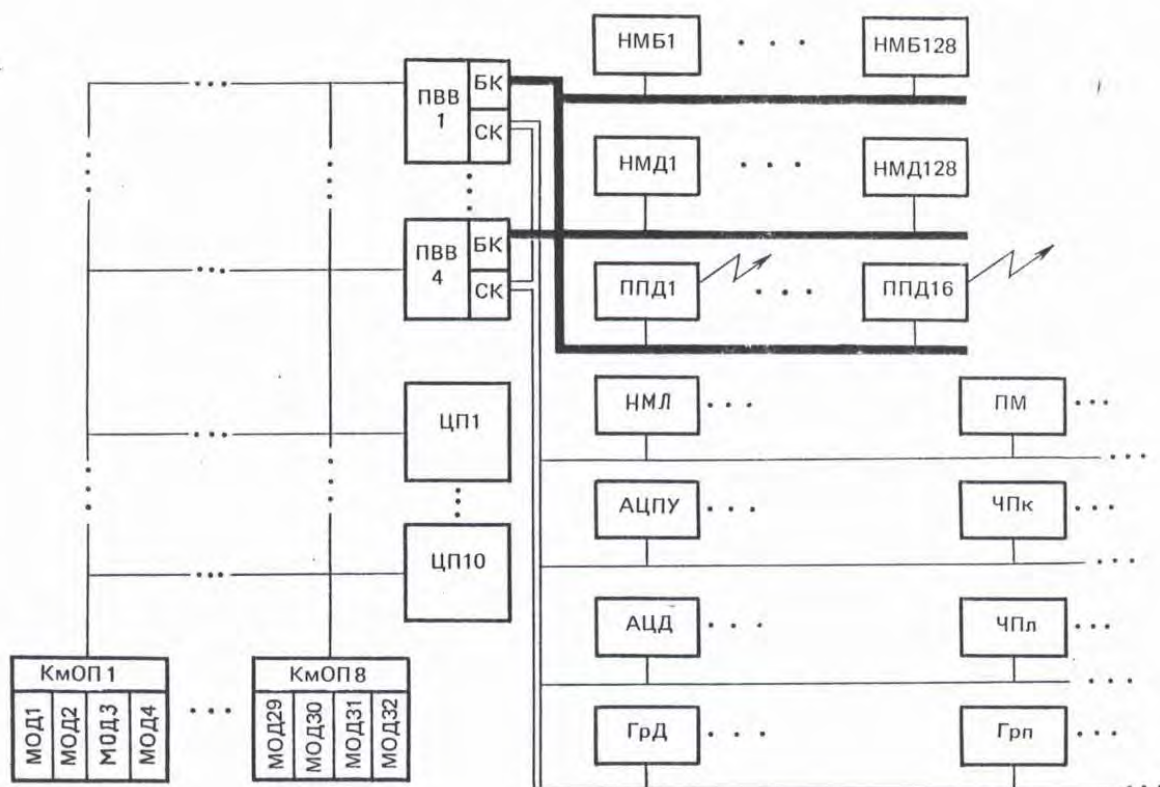 НМБ1 . . . НМБ128
ПВВ 1
БК
СК
НМД1 . . . НМД128
ПВВ 4
БК
СК
ППД1 . . . ППД16
ЦП1
НМЛ . . . ПМ . . .
АЦПУ . . . ЧПк . . .
ЦП10
АЦД . . . ЧПл . . .
КмОП1 . . . КмОП8
МОД1 МОД2 МОД3 МОД4
МОД29 МОД30 МОД31 МОД32
ГрД . . . Грп . . .